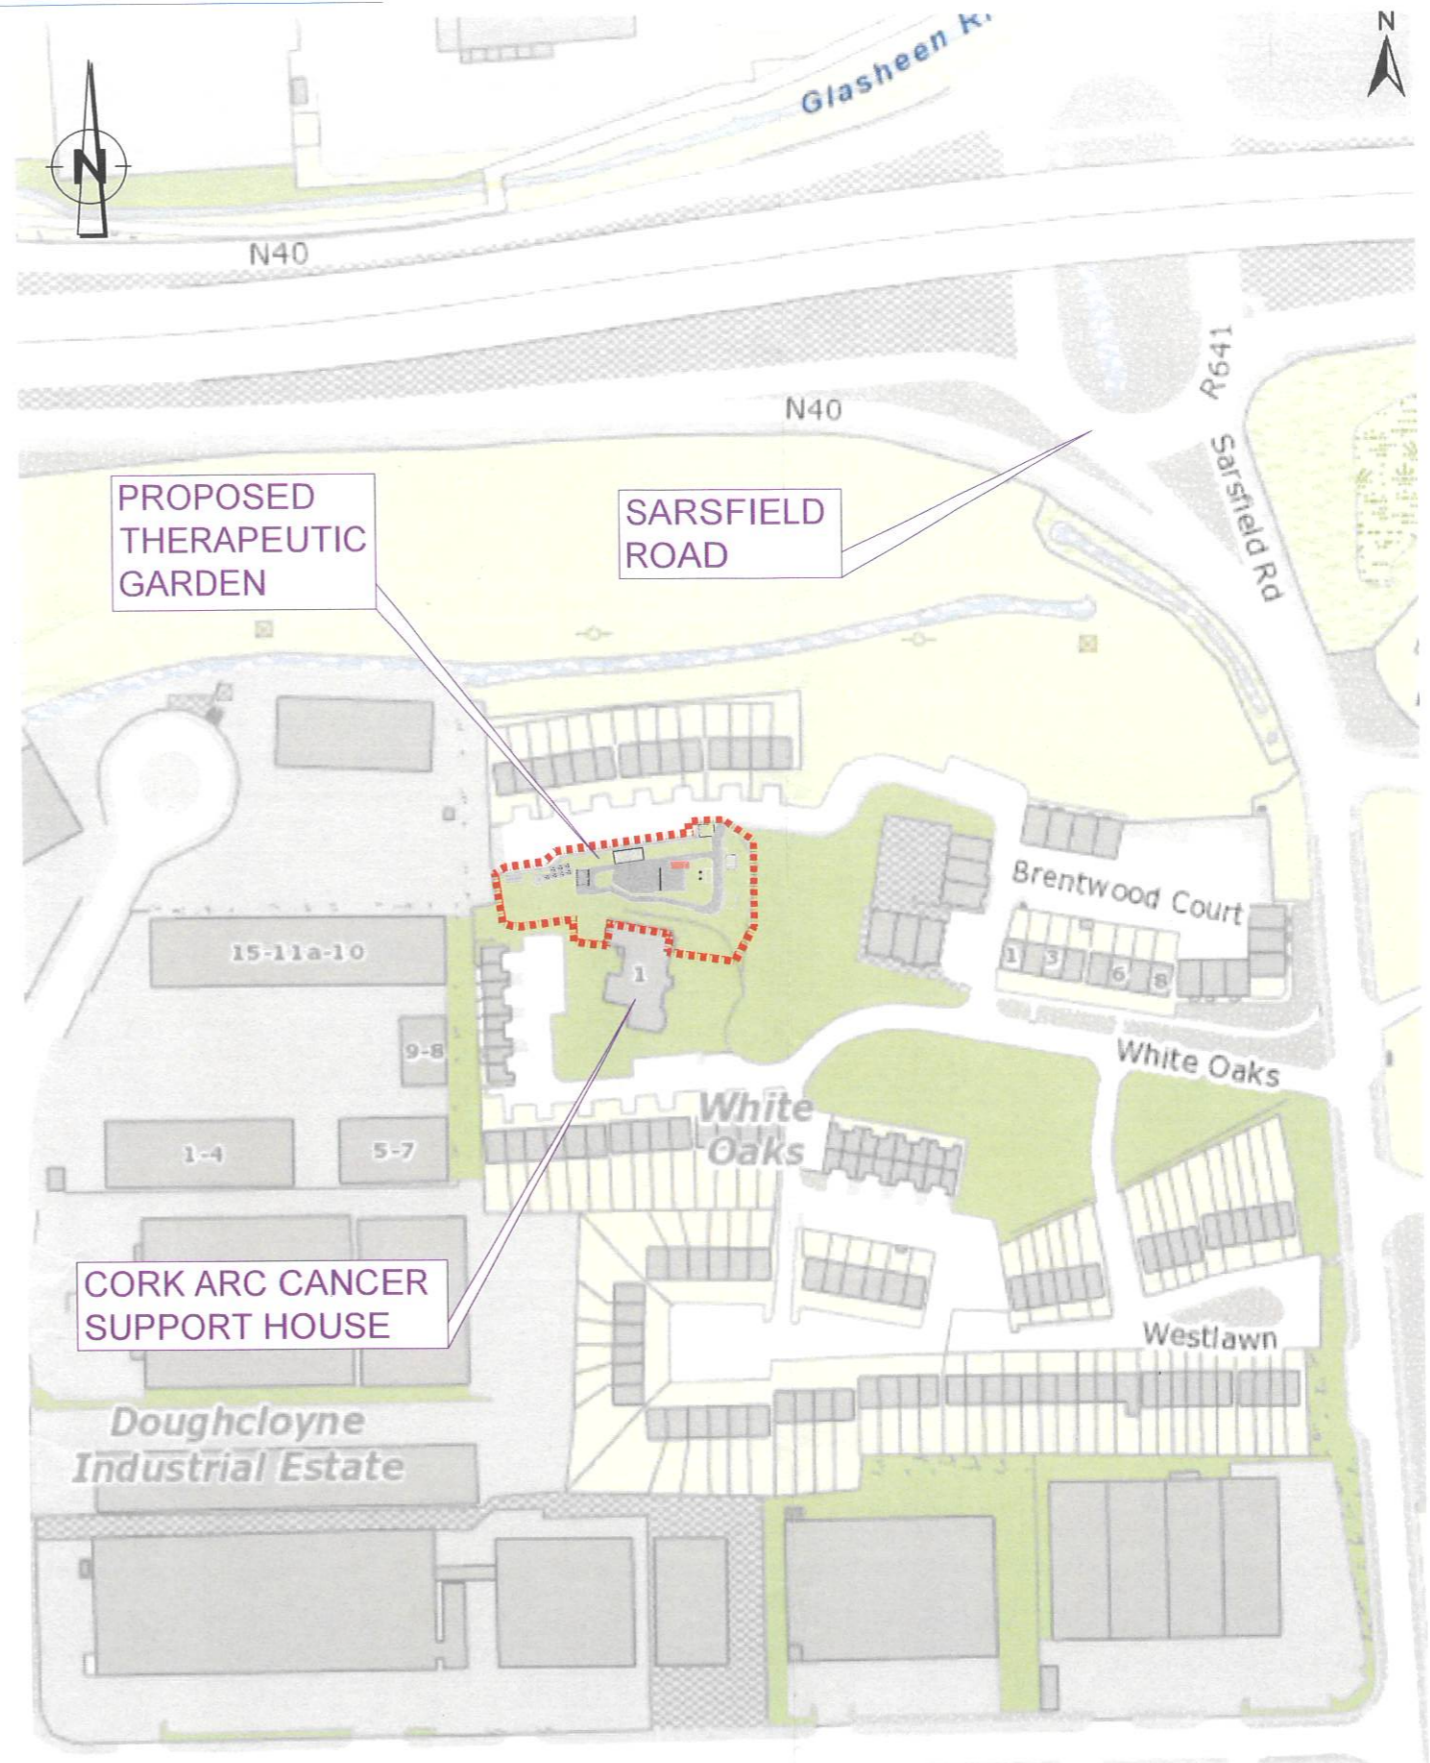 N
Glasheen R
N
N40
R641
N40
PROPOSED
THERAPEUTIC
GARDEN
SARSFIELD
ROAD
Sarsfield Rd
Brentwood Court
15-11a-10
1
3
6
8
1
9-8
White Oaks
White
Oaks
1-4
5-7
CORK ARC CANCER
SUPPORT HOUSE
Westlawn
Doughcloyne
Industrial Estate